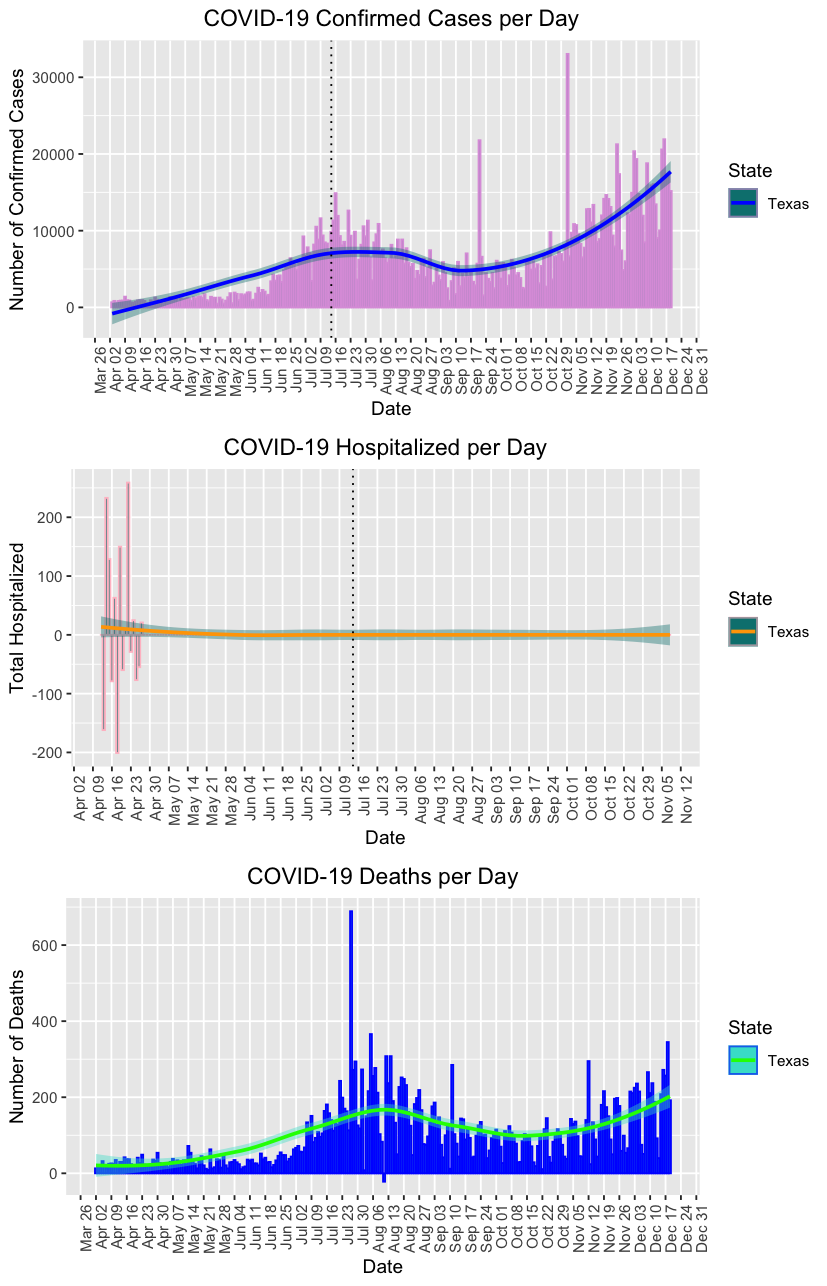 COVID-19 Confirmed Cases per Day
Number of Confirmed Cases
30000
20000
10000
0
Mar 26
Apr 02
Apr 09
Apr 16
Apr 23
Apr 30
May 07
May 14
May 21
May 28
Jun 04
Jun 11
Jun 18
Jun 25
Jul 02
Jul 09
Jul 16
Jul 23
Jul 30
Aug 06
Aug 13
Aug 20
Aug 27
Sep 03
Sep 10
Sep 17
Sep 24
Oct 01
Oct 08
Oct 15
Oct 22
Oct 29
Nov 05
Nov 12
Nov 19
Nov 26
Dec 03
Dec 10
Dec 17
Dec 24
Dec 31
Date
State
Texas
COVID-19 Hospitalized per Day
Total Hospitalized
200
100
0
-100
-200
Apr 02
Apr 09
Apr 16
Apr 23
Apr 30
May 07
May 14
May 21
May 28
Jun 04
Jun 11
Jun 18
Jun 25
Jul 02
Jul 09
Jul 16
Jul 23
Jul 30
Aug 06
Aug 13
Aug 20
Aug 27
Sep 03
Sep 10
Sep 17
Sep 24
Oct 01
Oct 08
Oct 15
Oct 22
Oct 29
Nov 05
Nov 12
Date
State
Texas
COVID-19 Deaths per Day
Number of Deaths
600
400
200
0
Mar 26
Apr 02
Apr 09
Apr 16
Apr 23
Apr 30
May 07
May 14
May 21
May 28
Jun 04
Jun 11
Jun 18
Jun 25
Jul 02
Jul 09
Jul 16
Jul 23
Jul 30
Aug 06
Aug 13
Aug 20
Aug 27
Sep 03
Sep 10
Sep 17
Sep 24
Oct 01
Oct 08
Oct 15
Oct 22
Oct 29
Nov 05
Nov 12
Nov 19
Nov 26
Dec 03
Dec 10
Dec 17
Dec 24
Dec 31
Date
State
Texas